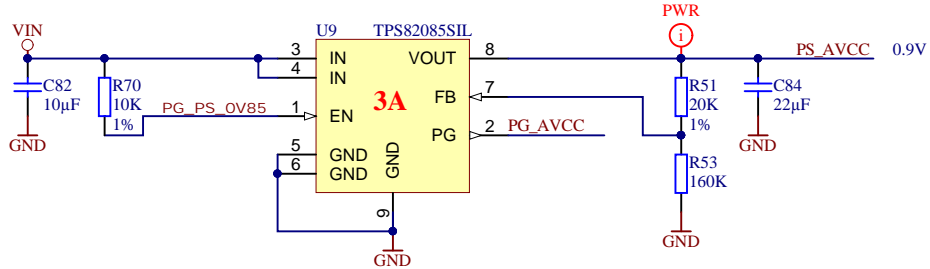 PWR
i
VIN
U9 TPS82085SIL
3 IN VOUT 8 PS_AVCC 0.9V
4 IN
C82 R70 R51 C84
10µF 10K FB 7 20K 22µF
1% PG_PS_0V85 1 EN 3A 1%
GND PG 2 PG_AVCC GND
5 GND
6 GND GND R53
160K
9
GND GND